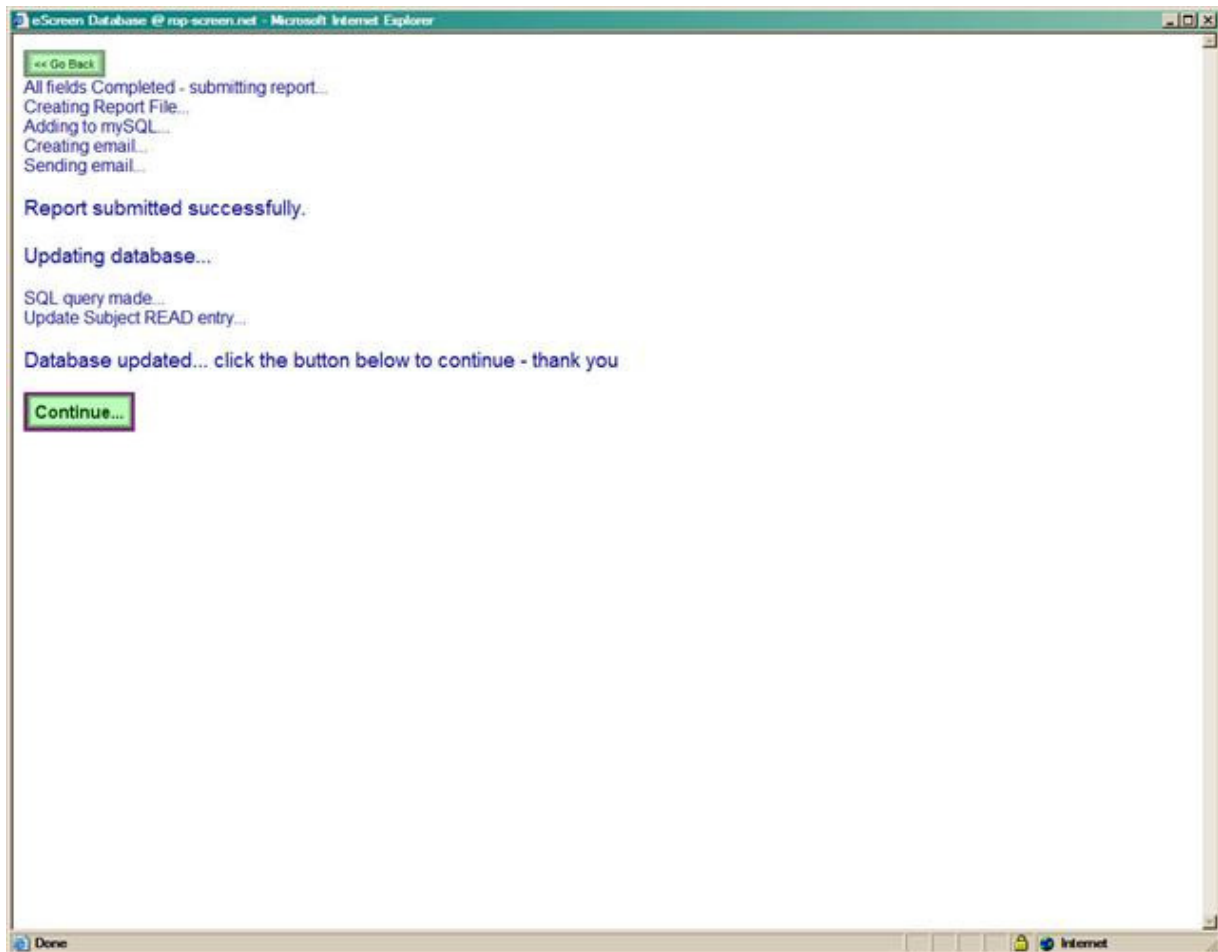 eScreen Database @ rop-screen.net - Microsoft Internet Explorer
<< Go Back
All fields Completed - submitting report...
Creating Report File...
Adding to mySQL...
Creating email...
Sending email...
Report submitted successfully.
Updating database...
SQL query made...
Update Subject READ entry...
Database updated... click the button below to continue - thank you
Continue...
Done
Internet